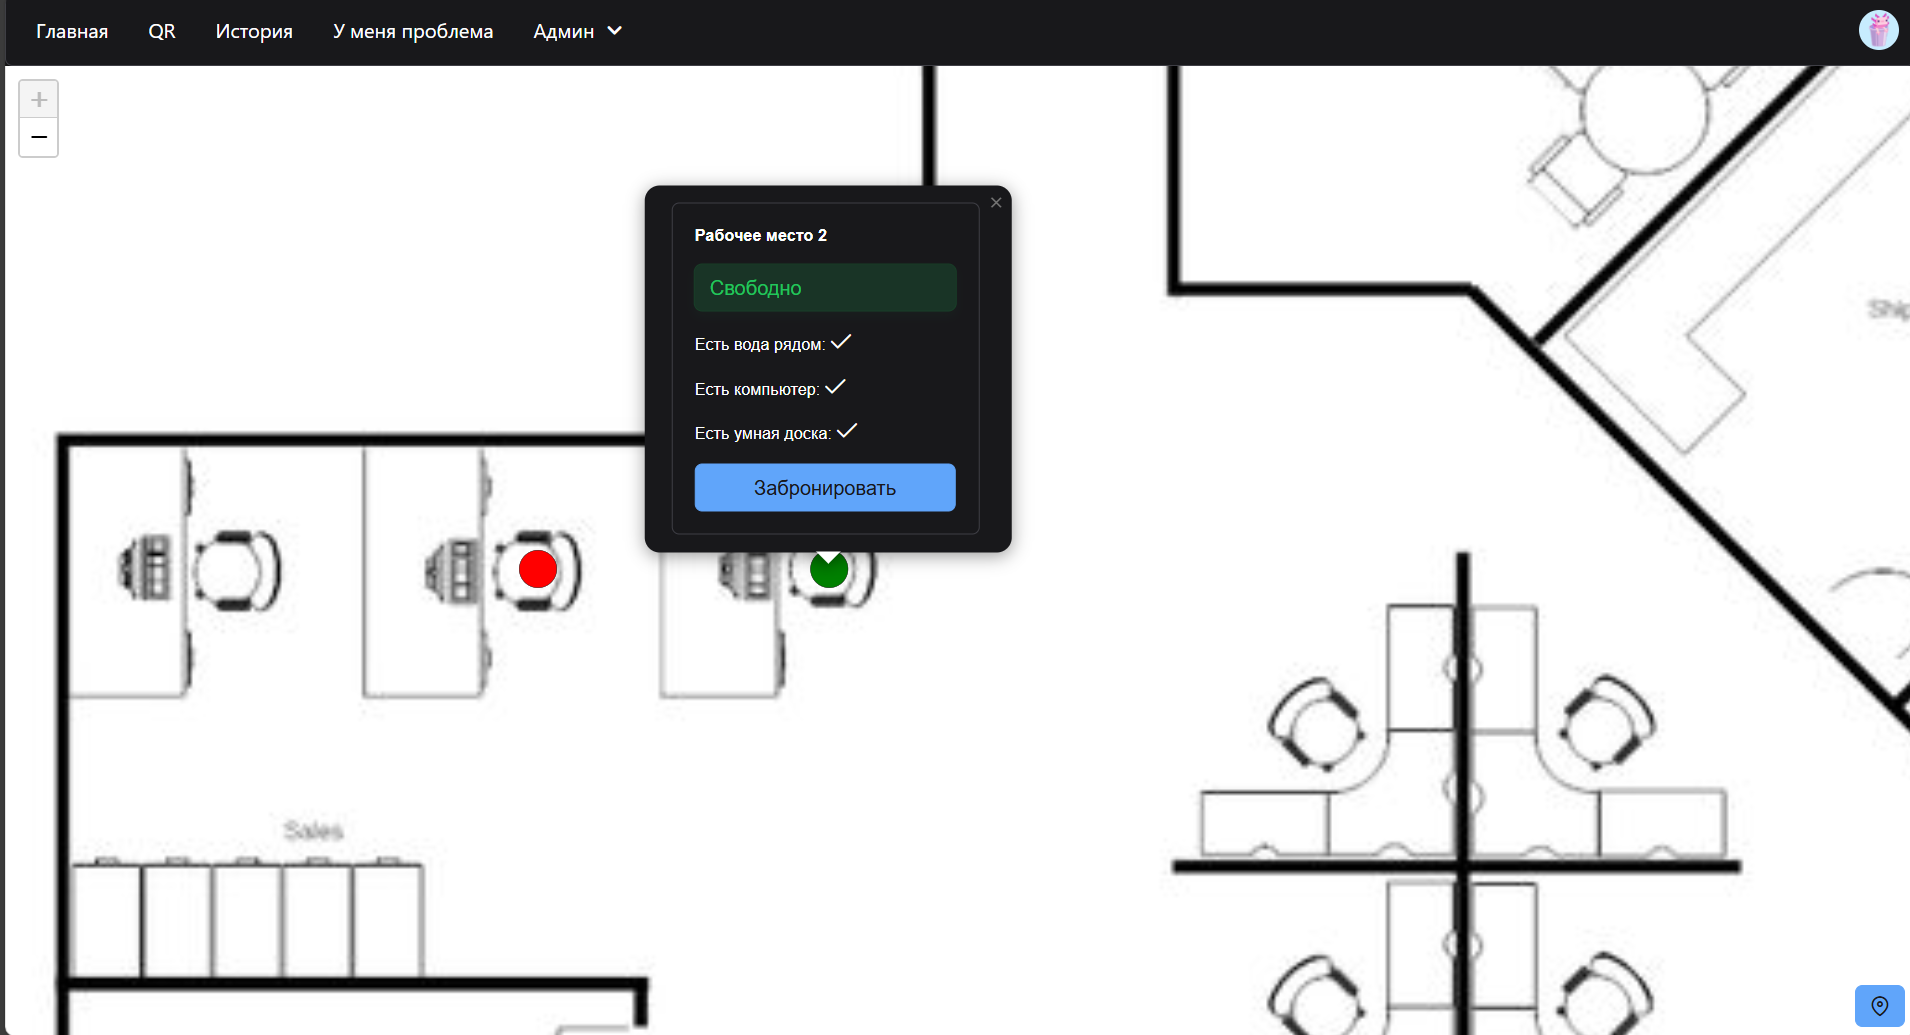 Главная QR История У меня проблема Админ
Рабочее место 2
Свободно
Есть вода рядом:
Есть компьютер:
Есть умная доска:
Забронировать
Sales